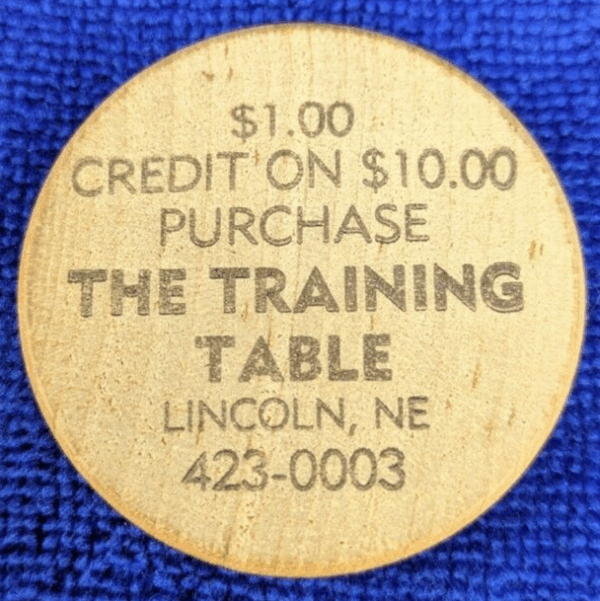 $1.00
CREDIT ON $10.00
PURCHASE
THE TRAINING
TABLE
LINCOLN, NE
423-0003